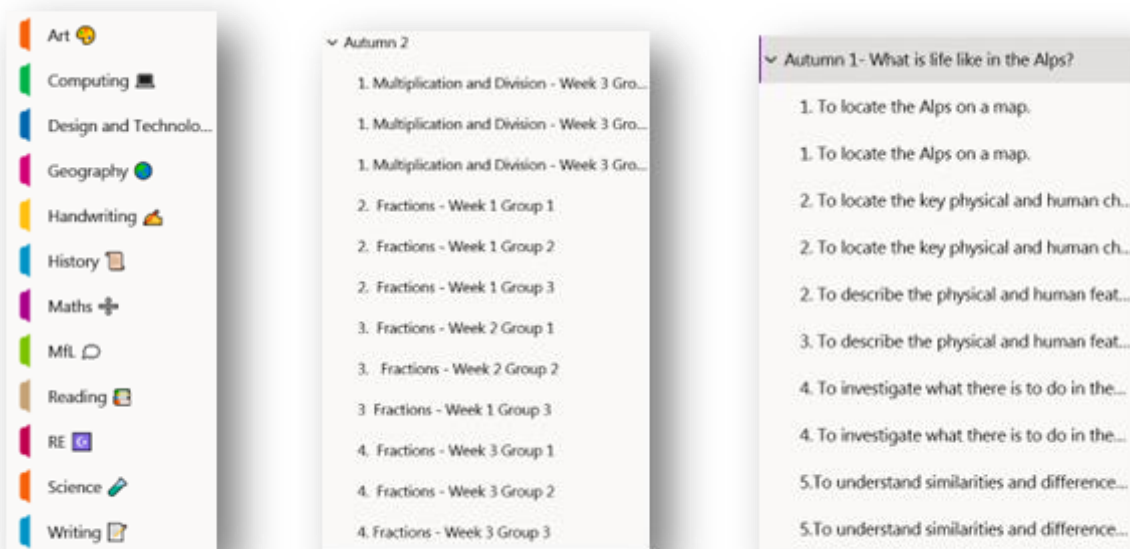 Art 🎨
Computing 💻
Design and Technolo...
Geography 🌍
Handwriting ✍
History 📜
Maths ➕
MfL 💬
Reading 📖
RE ☪
Science 🧪
Writing 📝
Autumn 2
1. Multiplication and Division - Week 3 Gro...
1. Multiplication and Division - Week 3 Gro...
1. Multiplication and Division - Week 3 Gro...
2. Fractions - Week 1 Group 1
2. Fractions - Week 1 Group 2
2. Fractions - Week 1 Group 3
3. Fractions - Week 2 Group 1
3. Fractions - Week 2 Group 2
3 Fractions - Week 1 Group 3
4. Fractions - Week 3 Group 1
4. Fractions - Week 3 Group 2
4. Fractions - Week 3 Group 3
Autumn 1- What is life like in the Alps?
1. To locate the Alps on a map.
1. To locate the Alps on a map.
2. To locate the key physical and human ch...
2. To locate the key physical and human ch...
2. To describe the physical and human feat...
3. To describe the physical and human feat...
4. To investigate what there is to do in the...
4. To investigate what there is to do in the...
5.To understand similarities and difference...
5.To understand similarities and difference...